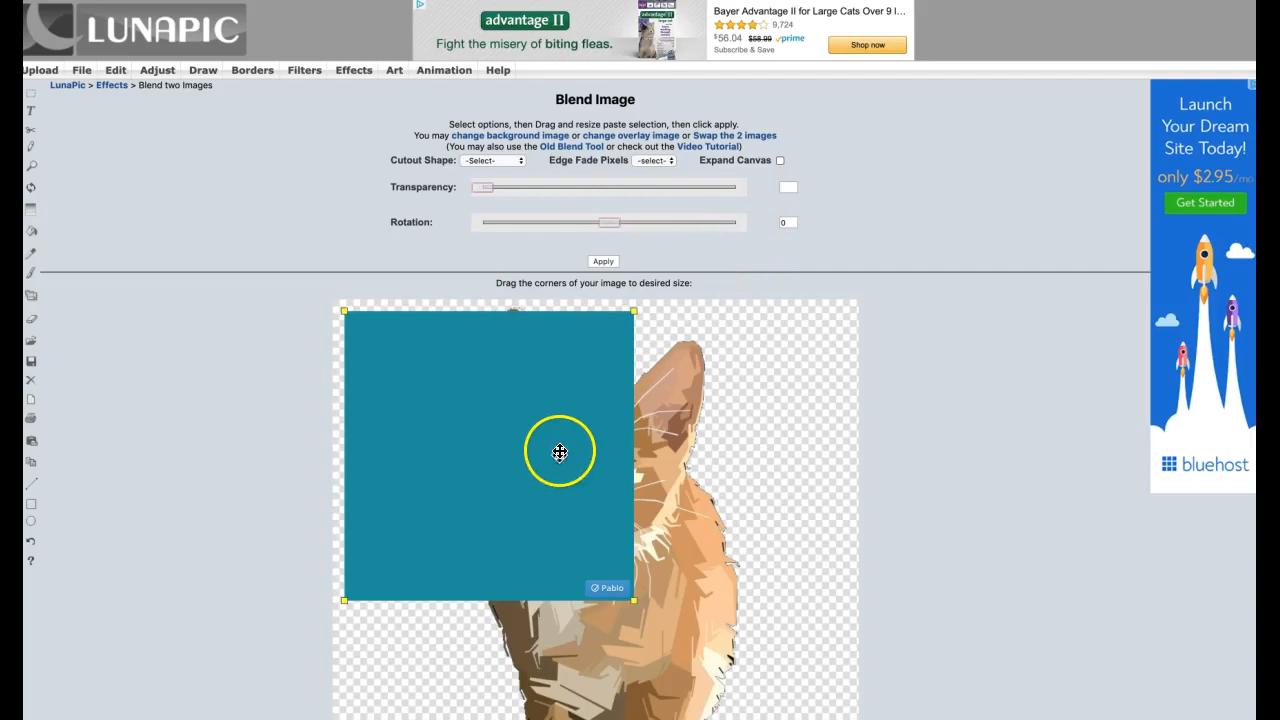 LUNAPIC
advantage II
Fight the misery of biting fleas.
advantage II
Bayer Advantage II for Large Cats Over 9 l...
9,724
$56.04 $58.99 prime
Subscribe & Save
Shop now
Upload File Edit Adjust Draw Borders Filters Effects Art Animation Help
LunaPic > Effects > Blend two Images
Blend Image
Select options, then Drag and resize paste selection, then click apply.
You may change background image or change overlay image or Swap the 2 images
(You may also use the Old Blend Tool or check out the Video Tutorial)
Cutout Shape: -Select- Edge Fade Pixels -select- Expand Canvas
Transparency:
Rotation: 0
Apply
Drag the corners of your image to desired size:
Pablo
Launch
Your Dream
Site Today!
only $2.95/mo
Get Started
bluehost